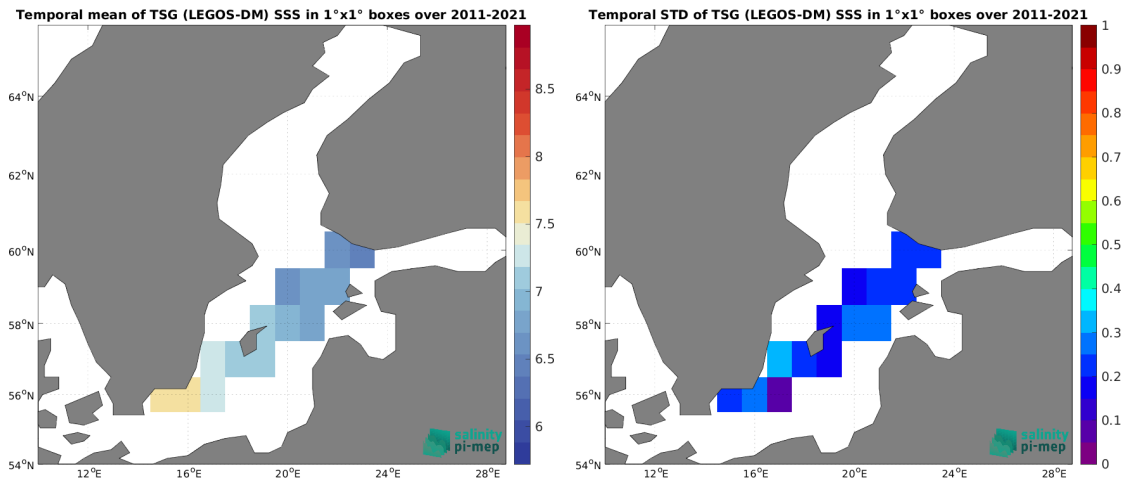 Temporal mean of TSG (LEGOS-DM) SSS in 1°x1° boxes over 2011-2021
64°N
62°N
60°N
58°N
56°N
54°N
12°E
16°E
20°E
24°E
28°E
8.5
8
7.5
7
6.5
6
salinity
pi-mep
Temporal STD of TSG (LEGOS-DM) SSS in 1°x1° boxes over 2011-2021
64°N
62°N
60°N
58°N
56°N
54°N
12°E
16°E
20°E
24°E
28°E
1
0.9
0.8
0.7
0.6
0.5
0.4
0.3
0.2
0.1
0
salinity
pi-mep